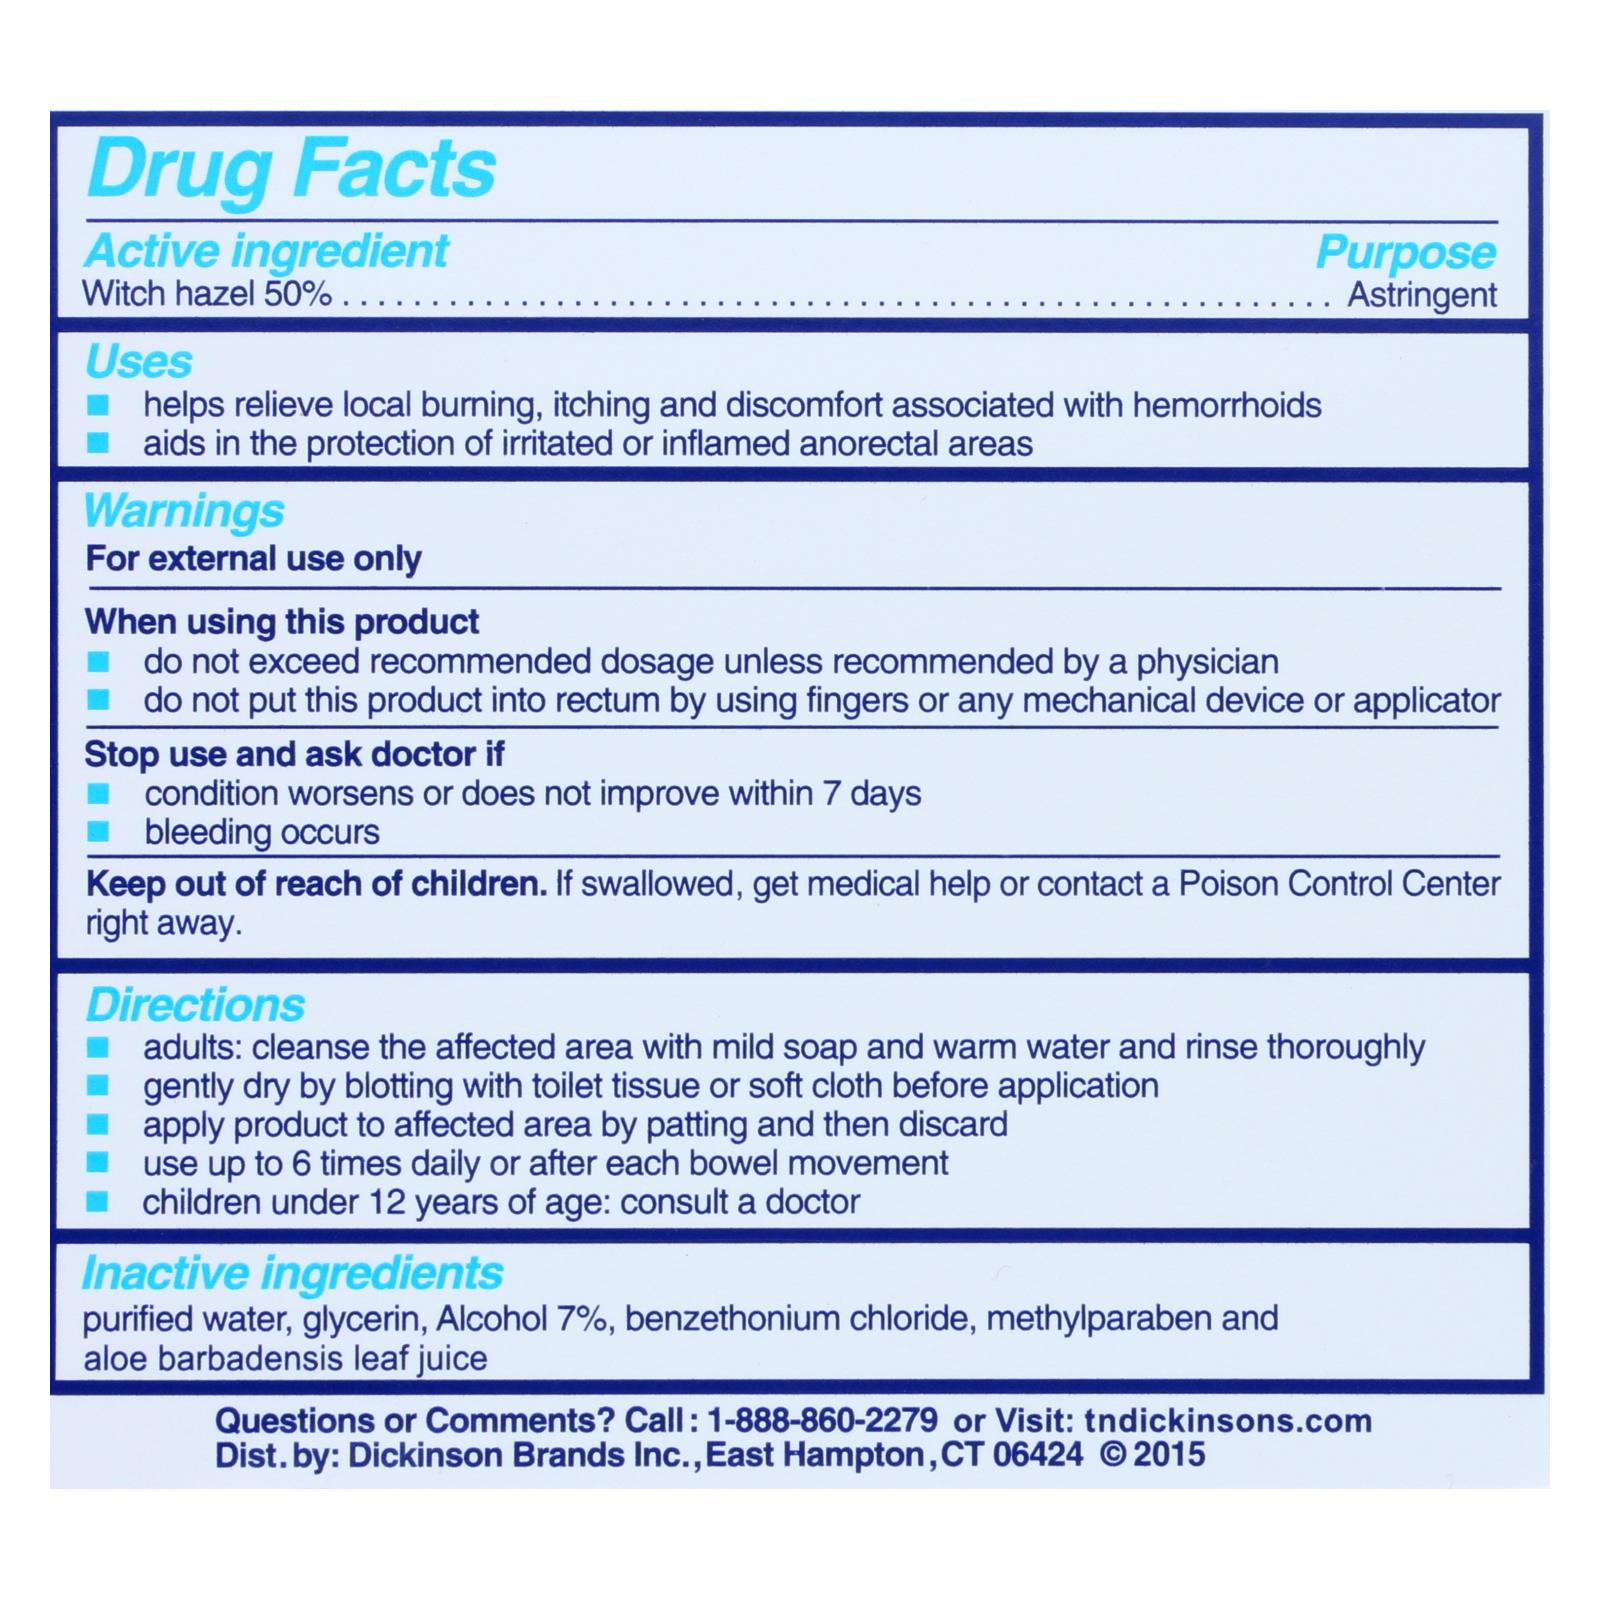 Drug Facts
Active ingredient Purpose
Witch hazel 50% ........................................................................ Astringent
Uses
■ helps relieve local burning, itching and discomfort associated with hemorrhoids
■ aids in the protection of irritated or inflamed anorectal areas
Warnings
For external use only
When using this product
■ do not exceed recommended dosage unless recommended by a physician
■ do not put this product into rectum by using fingers or any mechanical device or applicator
Stop use and ask doctor if
■ condition worsens or does not improve within 7 days
■ bleeding occurs
Keep out of reach of children. If swallowed, get medical help or contact a Poison Control Center
right away.
Directions
■ adults: cleanse the affected area with mild soap and warm water and rinse thoroughly
■ gently dry by blotting with toilet tissue or soft cloth before application
■ apply product to affected area by patting and then discard
■ use up to 6 times daily or after each bowel movement
■ children under 12 years of age: consult a doctor
Inactive ingredients
purified water, glycerin, Alcohol 7%, benzethonium chloride, methylparaben and
aloe barbadensis leaf juice
Questions or Comments? Call: 1-888-860-2279 or Visit: tndickinsons.com
Dist. by: Dickinson Brands Inc., East Hampton, CT 06424 © 2015